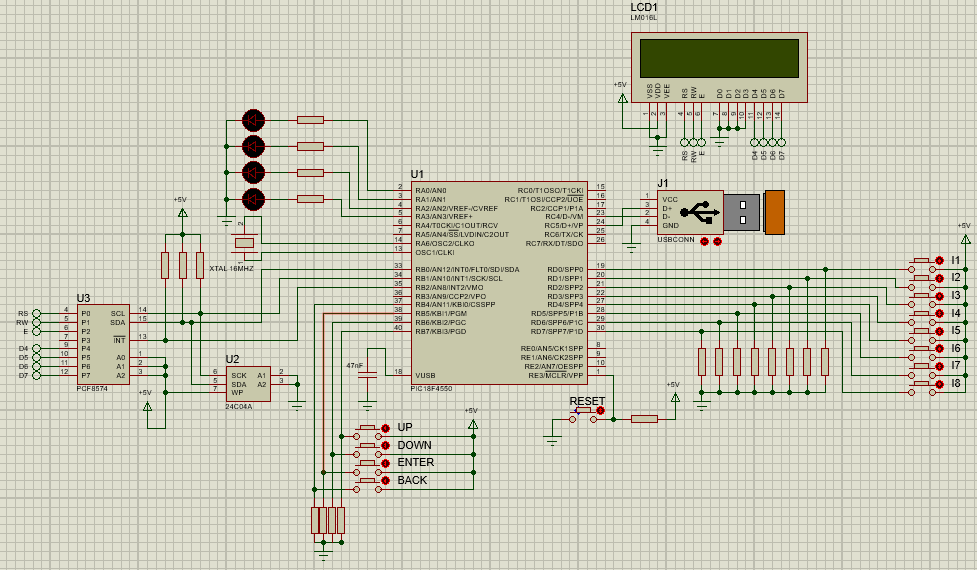 LCD1
LM016L
+5V
VSS
VDD
VEE
RS
RW
E
D0
D1
D2
D3
D4
D5
D6
D7
1
2
3
4
5
6
7
8
9
10
11
12
13
14
RS
RW
E
D4
D5
D6
D7
U1
2 RA0/AN0 RC0/T1OSO/T1CKI 15
3 RA1/AN1 RC1/T1OSI/CCP2/UOE 16
4 RA2/AN2/VREF-/CVREF RC2/CCP1/P1A 17
5 RA3/AN3/VREF+ RC4/D-/VM 23
6 RA4/T0CKI/C1OUT/RCV RC5/D+/VP 24
7 RA5/AN4/SS/LVDIN/C2OUT RC6/TX/CK 25
14 RA6/OSC2/CLKO RC7/RX/DT/SDO 26
13 OSC1/CLKI
33 RB0/AN12/INT0/FLT0/SDI/SDA RD0/SPP0 19
34 RB1/AN10/INT1/SCK/SCL RD1/SPP1 20
35 RB2/AN8/INT2/VMO RD2/SPP2 21
36 RB3/AN9/CCP2/VPO RD3/SPP3 22
37 RB4/AN11/KBI0/CSSPP RD4/SPP4 27
38 RB5/KBI1/PGM RD5/SPP5/P1B 28
39 RB6/KBI2/PGC RD6/SPP6/P1C 29
40 RB7/KBI3/PGD RD7/SPP7/P1D 30
RE0/AN5/CK1SPP 8
RE1/AN6/CK2SPP 9
RE2/AN7/OESPP 10
18 VUSB RE3/MCLR/VPP 1
PIC18F4550
J1
1 VCC
3 D+
2 D-
4 GND
USBCONN
+5V
I1
I2
I3
I4
I5
I6
I7
I8
+5V
2
1
XTAL 16MHZ
U3
RS 4 P0 SCL 14
RW 5 P1 SDA 15
E 6 P2
7 P3 INT 13
D4 9 P4
D5 10 P5 A0 1
D6 11 P6 A1 2
D7 12 P7 A2 3
PCF8574
+5V
U2
6 SCK A1 2
5 SDA A2 3
7 WP
24C04A
47nF
RESET
+5V
+5V
UP
DOWN
ENTER
BACK